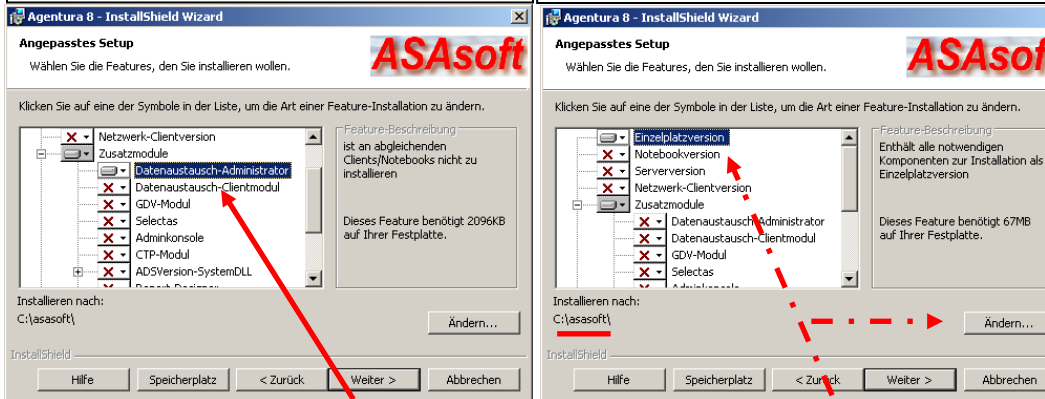 Agentura 8 - InstallShield Wizard
Angepasstes Setup
Wählen Sie die Features, den Sie installieren wollen.
ASAsoft
Klicken Sie auf eine der Symbole in der Liste, um die Art einer Feature-Installation zu ändern.
Netzwerk-Clientversion
Zusatzmodule
Datenaustausch-Administrator
Datenaustausch-Clientmodul
GDV-Modul
Selectas
Adminkonsole
CTP-Modul
ADSVersion-SystemDLL
Report-Designer
Feature-Beschreibung
ist an abgleichenden
Clients/Notebooks nicht zu
installieren
Dieses Feature benötigt 2096KB
auf Ihrer Festplatte.
Installieren nach:
C:\asasoft\
Ändern...
InstallShield
Hilfe
Speicherplatz
< Zurück
Weiter >
Abbrechen
Agentura 8 - InstallShield Wizard
Angepasstes Setup
Wählen Sie die Features, den Sie installieren wollen.
ASAsof
Klicken Sie auf eine der Symbole in der Liste, um die Art einer Feature-Installation zu ändern.
Einzelplatzversion
Notebookversion
Serverversion
Netzwerk-Clientversion
Zusatzmodule
Datenaustausch-Administrator
Datenaustausch-Clientmodul
GDV-Modul
Selectas
Adminkonsole
Feature-Beschreibung
Enthält alle notwendigen
Komponenten zur Installation als
Einzelplatzversion
Dieses Feature benötigt 67MB
auf Ihrer Festplatte.
Installieren nach:
C:\asasoft\
Ändern...
InstallShield
Hilfe
Speicherplatz
< Zurück
Weiter >
Abbrechen